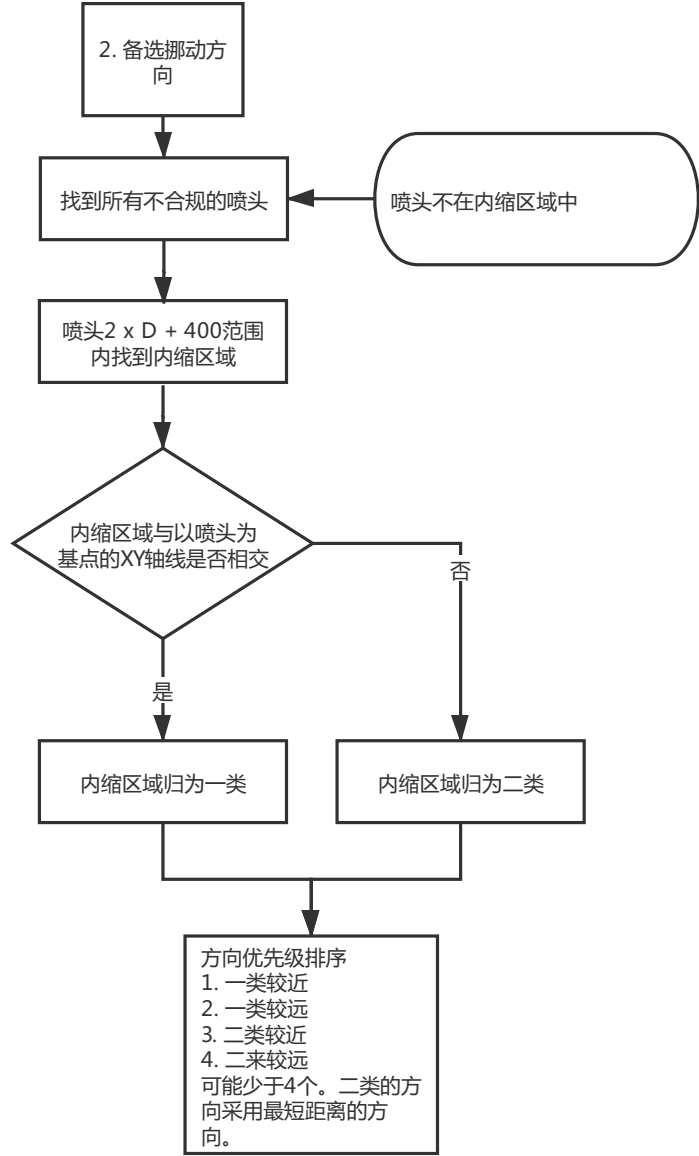 2. 备选挪动方
向
找到所有不合规的喷头
喷头不在内缩区域中
喷头2 x D + 400范围
内找到内缩区域
内缩区域与以喷头为
基点的XY轴线是否相交
否
是
内缩区域归为一类
内缩区域归为二类
方向优先级排序
1. 一类较近
2. 一类较远
3. 二类较近
4. 二来较远
可能少于4个。二类的方
向采用最短距离的方
向。